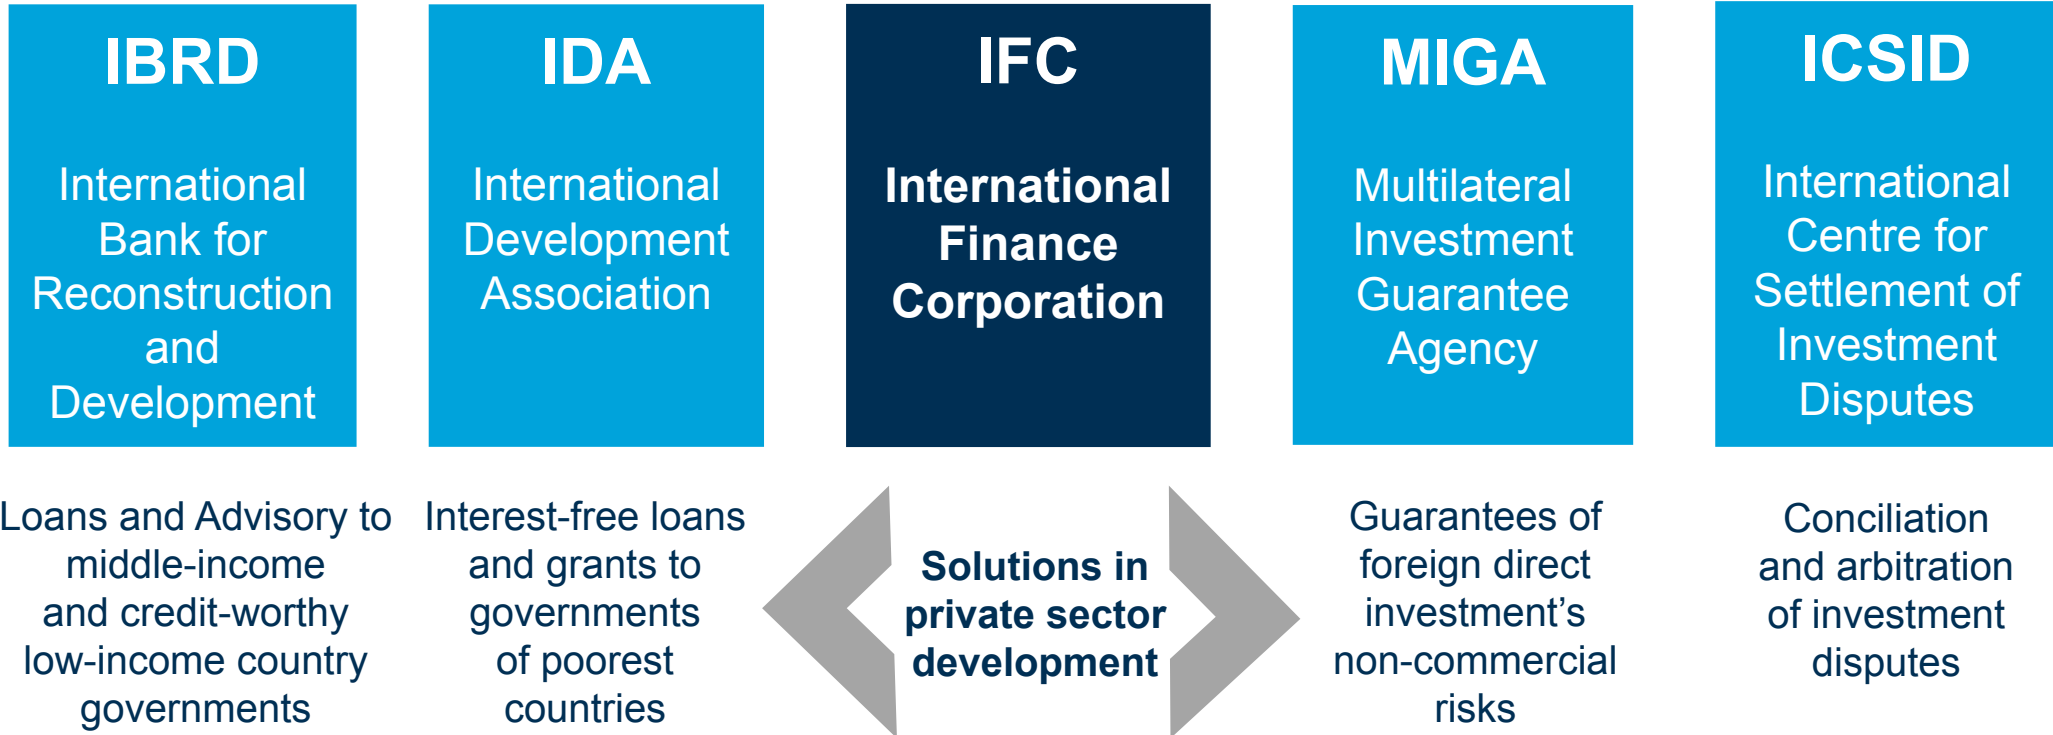 IBRD
International
Bank for
Reconstruction
and
Development
Loans and Advisory to
middle-income
and credit-worthy
low-income country
governments
IDA
International
Development
Association
Interest-free loans
and grants to
governments
of poorest
countries
IFC
International
Finance
Corporation
Solutions in
private sector
development
MIGA
Multilateral
Investment
Guarantee
Agency
Guarantees of
foreign direct
investment’s
non-commercial
risks
ICSID
International
Centre for
Settlement of
Investment
Disputes
Conciliation
and arbitration
of investment
disputes